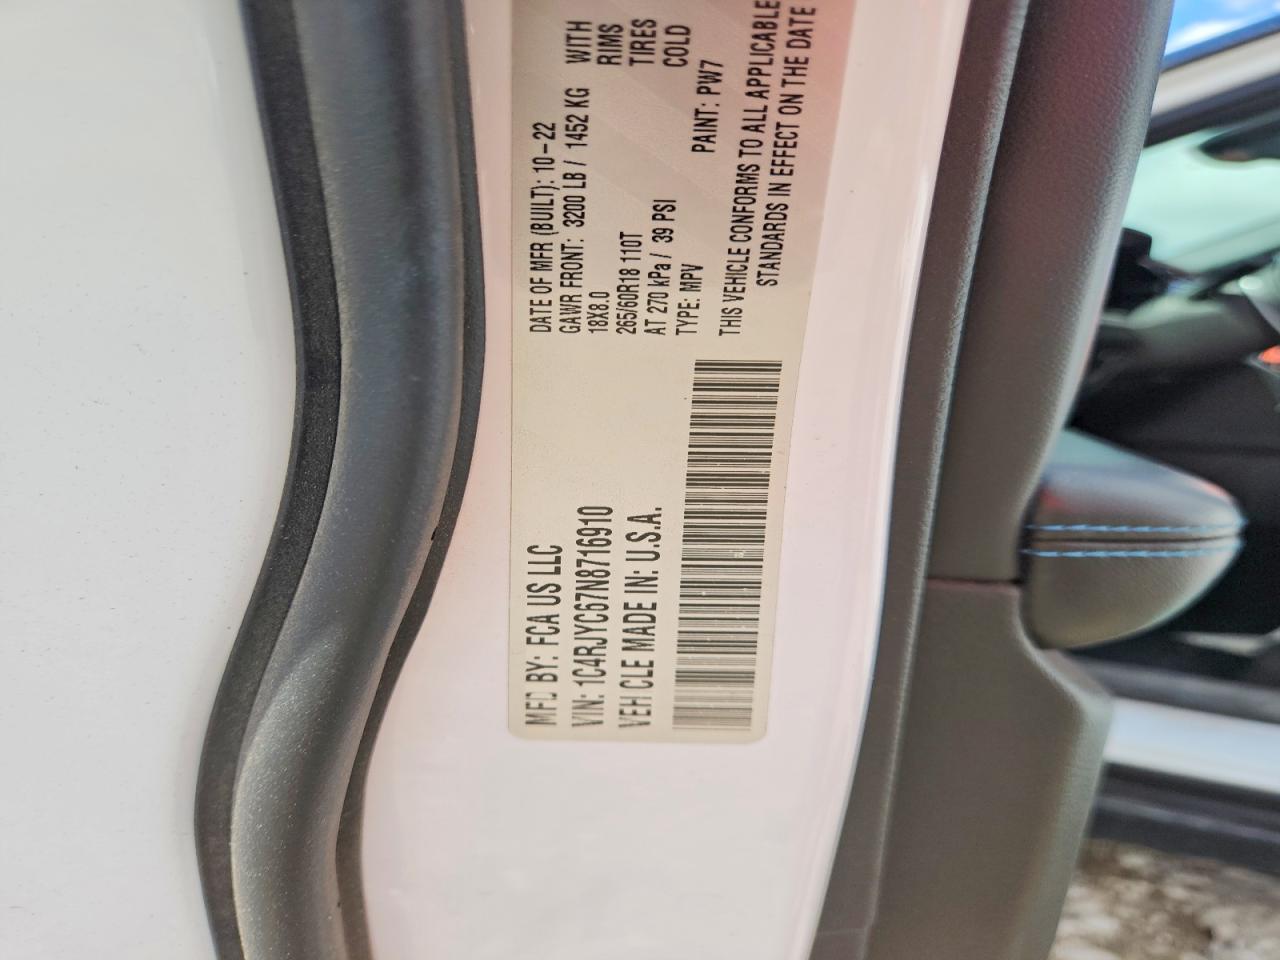 MFD BY: FCA US LLC
VIN: 1C4RJYC67N8716910
VEHICLE MADE IN: U.S.A.
DATE OF MFR (BUILT): 10-22
GAWR FRONT: 3200 LB / 1452 KG WITH
18X8.0 RIMS
265/60R18 110T TIRES
AT 270 kPa / 39 PSI COLD
TYPE: MPV PAINT: PW7
THIS VEHICLE CONFORMS TO ALL APPLICABLE
STANDARDS IN EFFECT ON THE DATE